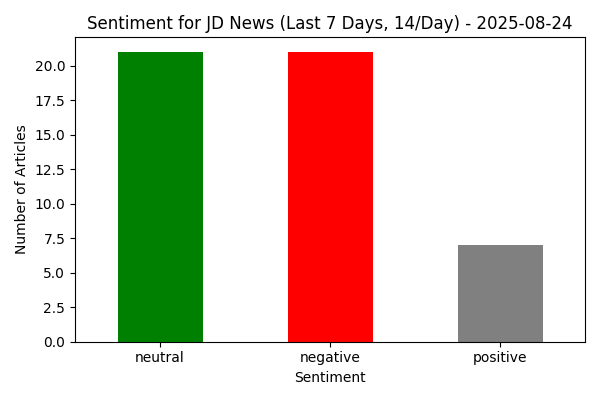 Sentiment for JD News (Last 7 Days, 14/Day) - 2025-08-24
Number of Articles
20.0
17.5
15.0
12.5
10.0
7.5
5.0
2.5
0.0
neutral negative positive
Sentiment